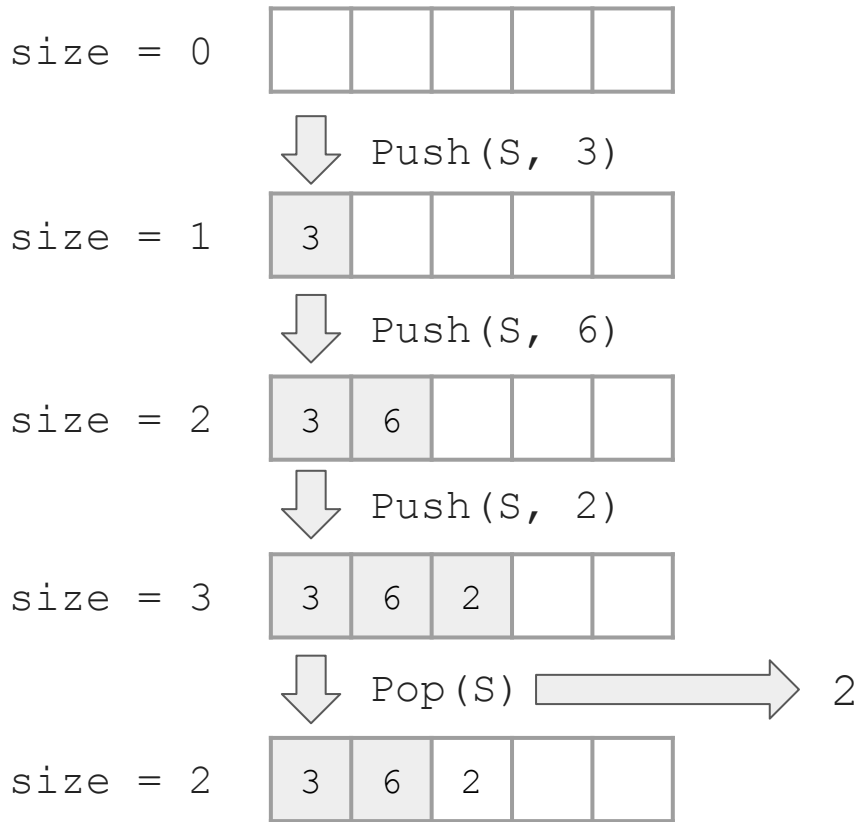 size = 0
Push(S, 3)
size = 1 3
Push(S, 6)
size = 2 3 6
Push(S, 2)
size = 3 3 6 2
Pop(S) 2
size = 2 3 6 2